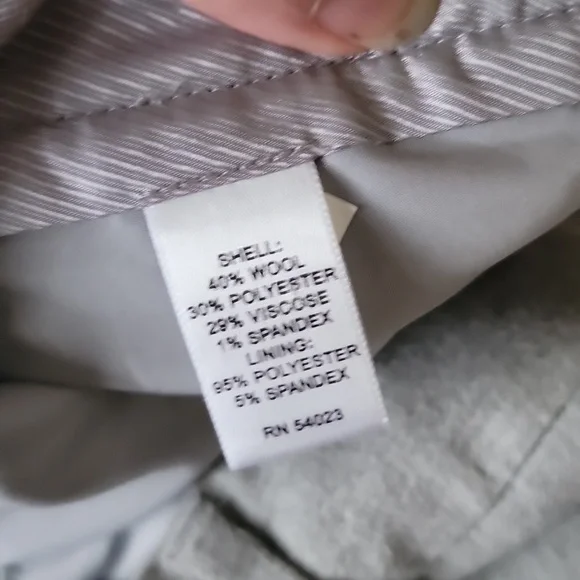 SHELL:
40% WOOL
30% POLYESTER
29% VISCOSE
1% SPANDEX
LINING:
95% POLYESTER
5% SPANDEX
RN 54023